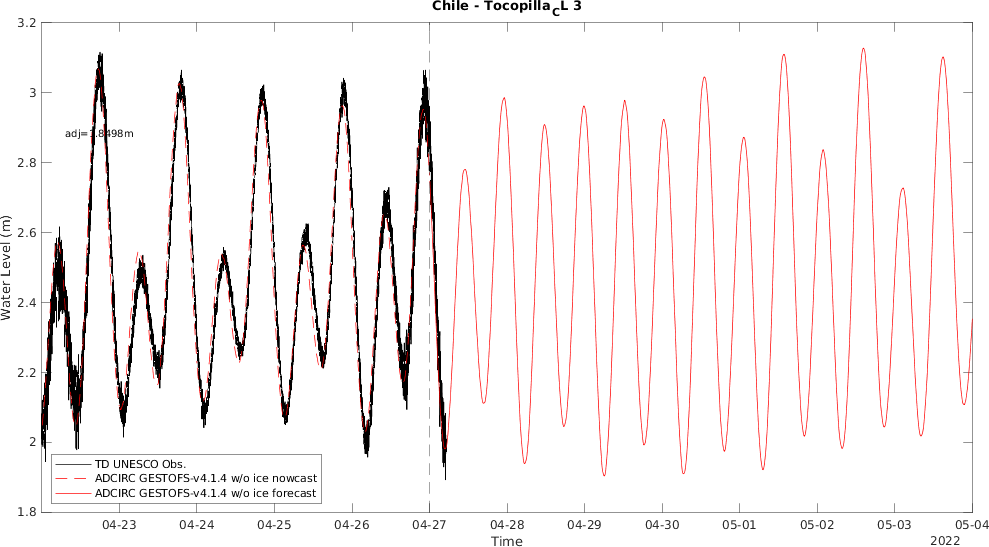 Chile - Tocopilla_CL 3
3.2
3
2.8
2.6
2.4
2.2
2
1.8
Water Level (m)
adj=1.8498m
TD UNESCO Obs.
ADCIRC GESTOFS-v4.1.4 w/o ice nowcast
ADCIRC GESTOFS-v4.1.4 w/o ice forecast
04-23 04-24 04-25 04-26 04-27 04-28 04-29 04-30 05-01 05-02 05-03 05-04
Time
2022